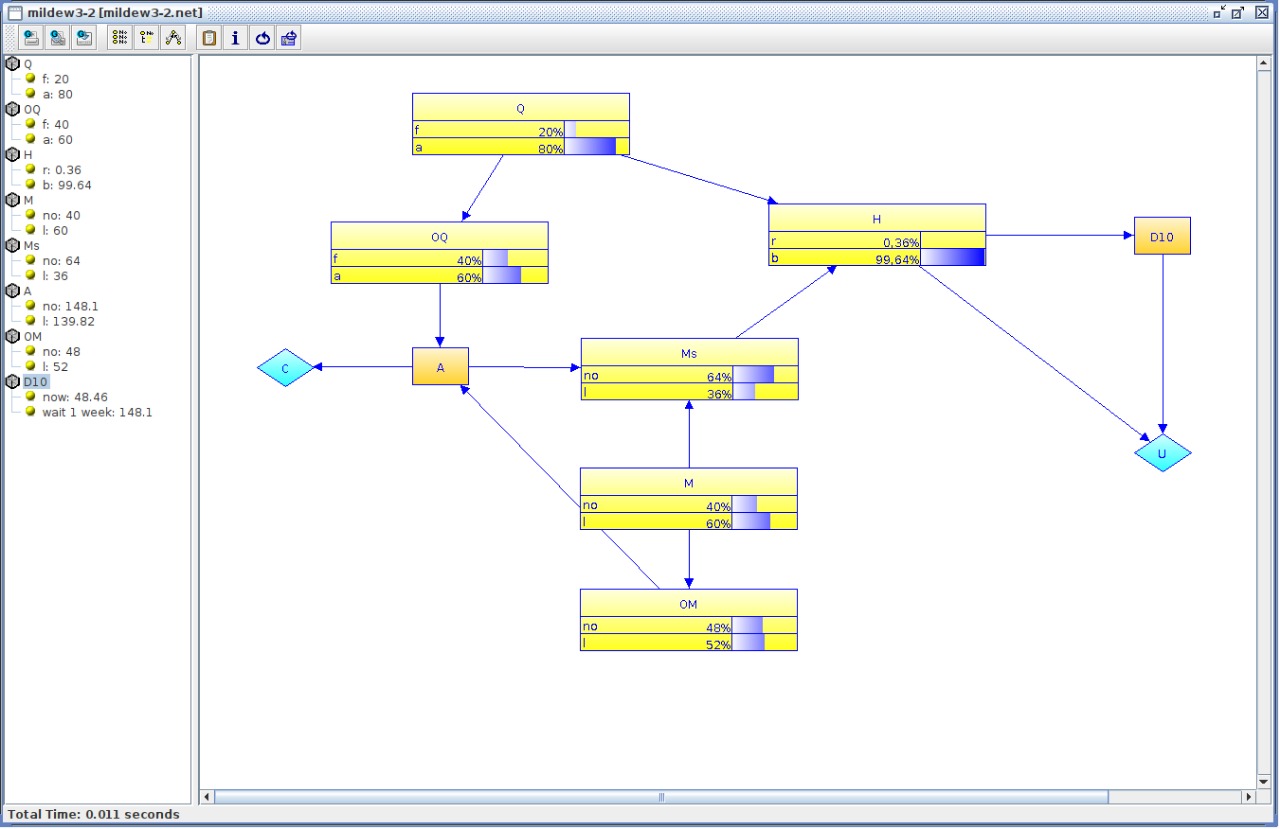 mildew3-2 [mildew3-2.net]
Q
f: 20
a: 80
OQ
f: 40
a: 60
H
r: 0.36
b: 99.64
M
no: 40
l: 60
Ms
no: 64
l: 36
A
no: 148.1
l: 139.82
OM
no: 48
l: 52
D10
now: 48.46
wait 1 week: 148.1
Q
f 20%
a 80%
H
r 0,36%
b 99,64%
D10
OQ
f 40%
a 60%
C
A
Ms
no 64%
l 36%
U
M
no 40%
l 60%
OM
no 48%
l 52%
Total Time: 0.011 seconds